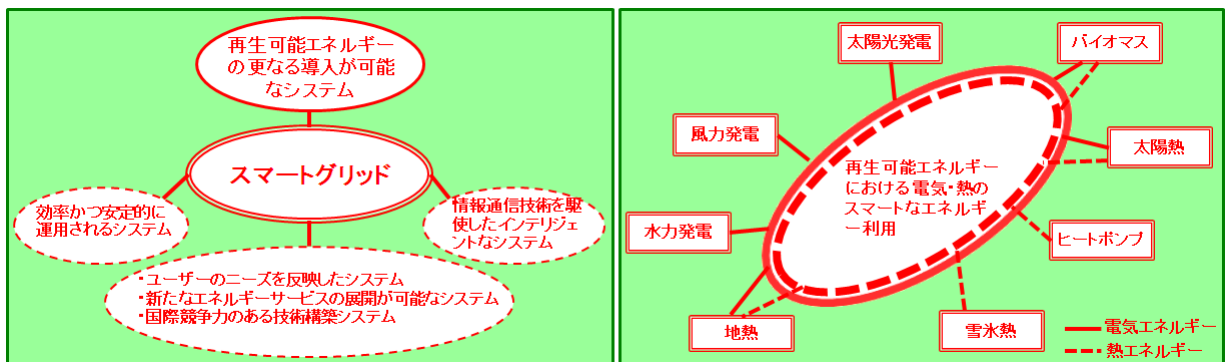 再生可能エネルギー
の更なる導入が可能
なシステム
スマートグリッド
効率かつ安定的に
運用されるシステム
情報通信技術を駆
使したインテリジェ
ントなシステム
・ユーザーのニーズを反映したシステム
・新たなエネルギーサービスの展開が可能なシステム
・国際競争力のある技術構築システム
太陽光発電
バイオマス
風力発電
太陽熱
再生可能エネルギー
における電気・熱の
スマートなエネルギ
ー利用
水力発電
ヒートポンプ
地熱
雪氷熱
電気エネルギー
熱エネルギー